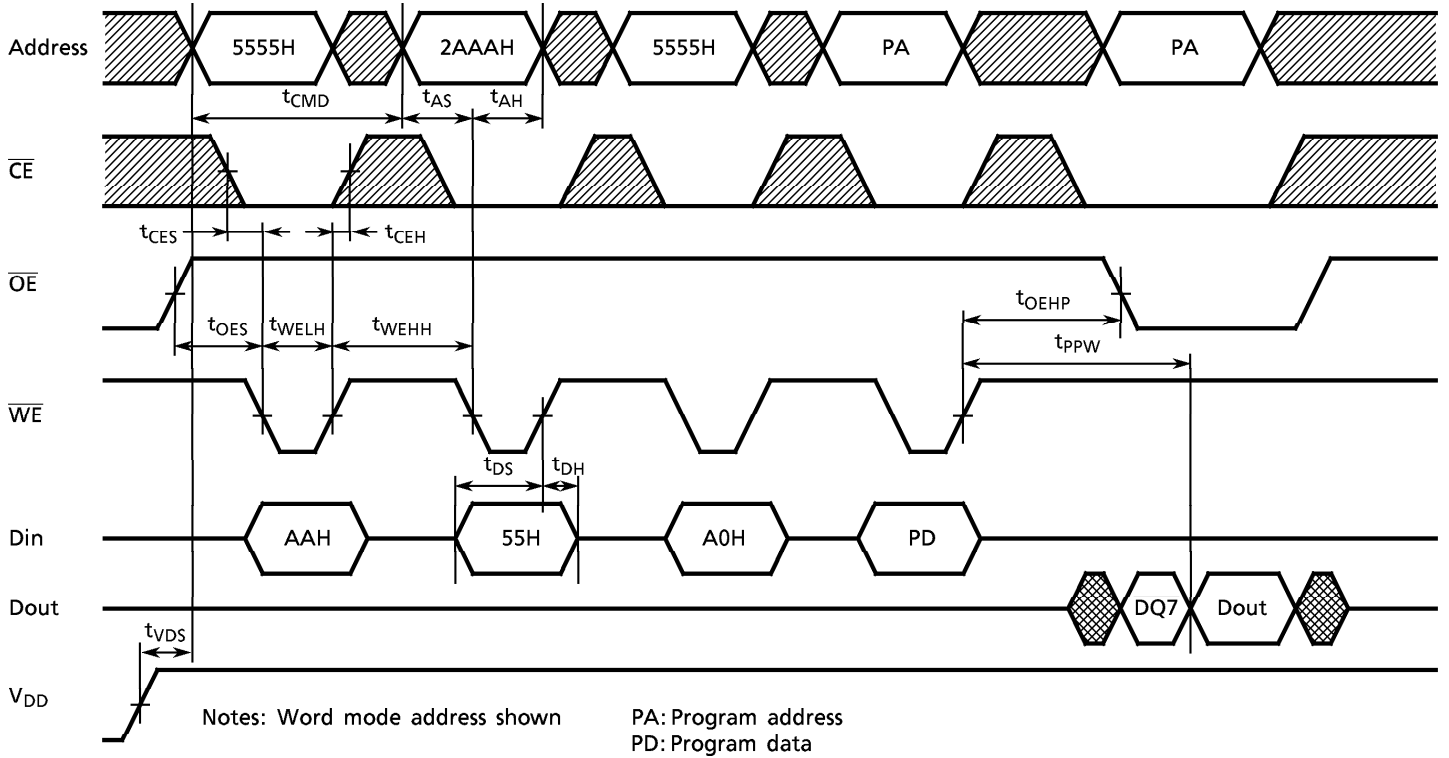 Address 5555H 2AAAH 5555H PA PA
tCMD tAS tAH
CE
tCES tCEH
OE
tOEHP
tOES tWELH tWEHH
tPPW
WE
tDS tDH
Din AAH 55H A0H PD
Dout DQ7 Dout
tVDS
VDD
Notes: Word mode address shown PA: Program address
PD: Program data